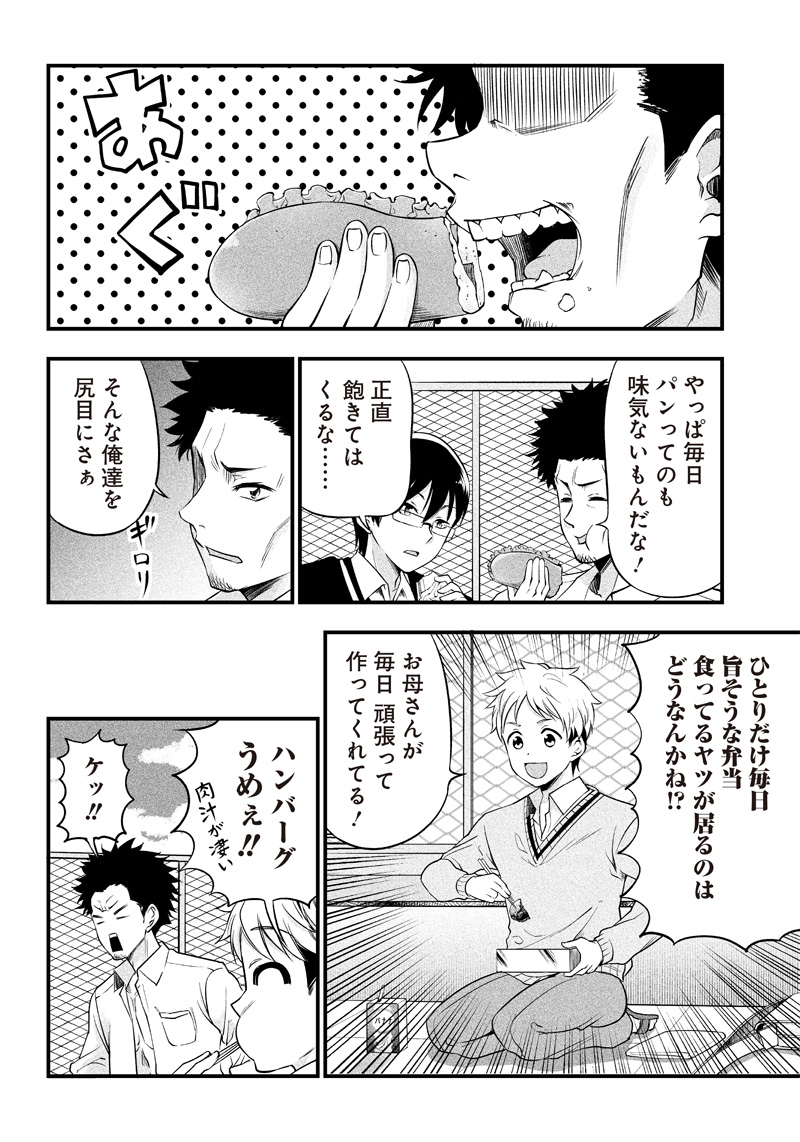 あぐ
やっぱ毎日
パンってのも
味気ないもんだな!
正直
飽きては
くるな……
そんな俺達を
尻目にさぁ
ギロリ
ひとりだけ毎日
旨そうな弁当
食ってるヤツが居るのは
どうなんかね!?
お母さんが
毎日 頑張って
作ってくれてる!
バナナ
ハンバーグ
うめぇ!!
肉汁が凄い
ケッ!!